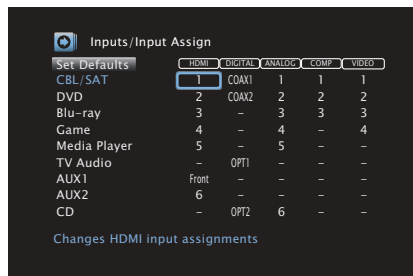 Inputs/Input Assign
Set Defaults HDMI DIGITAL ANALOG COMP VIDEO
CBL/SAT 1 COAX1 1 1 1
DVD 2 COAX2 2 2 2
Blu-ray 3 – 3 3 3
Game 4 – 4 – 4
Media Player 5 – 5 – –
TV Audio – OPT1 – – –
AUX1 Front – – – –
AUX2 6 – – – –
CD – OPT2 6 – –
Changes HDMI input assignments